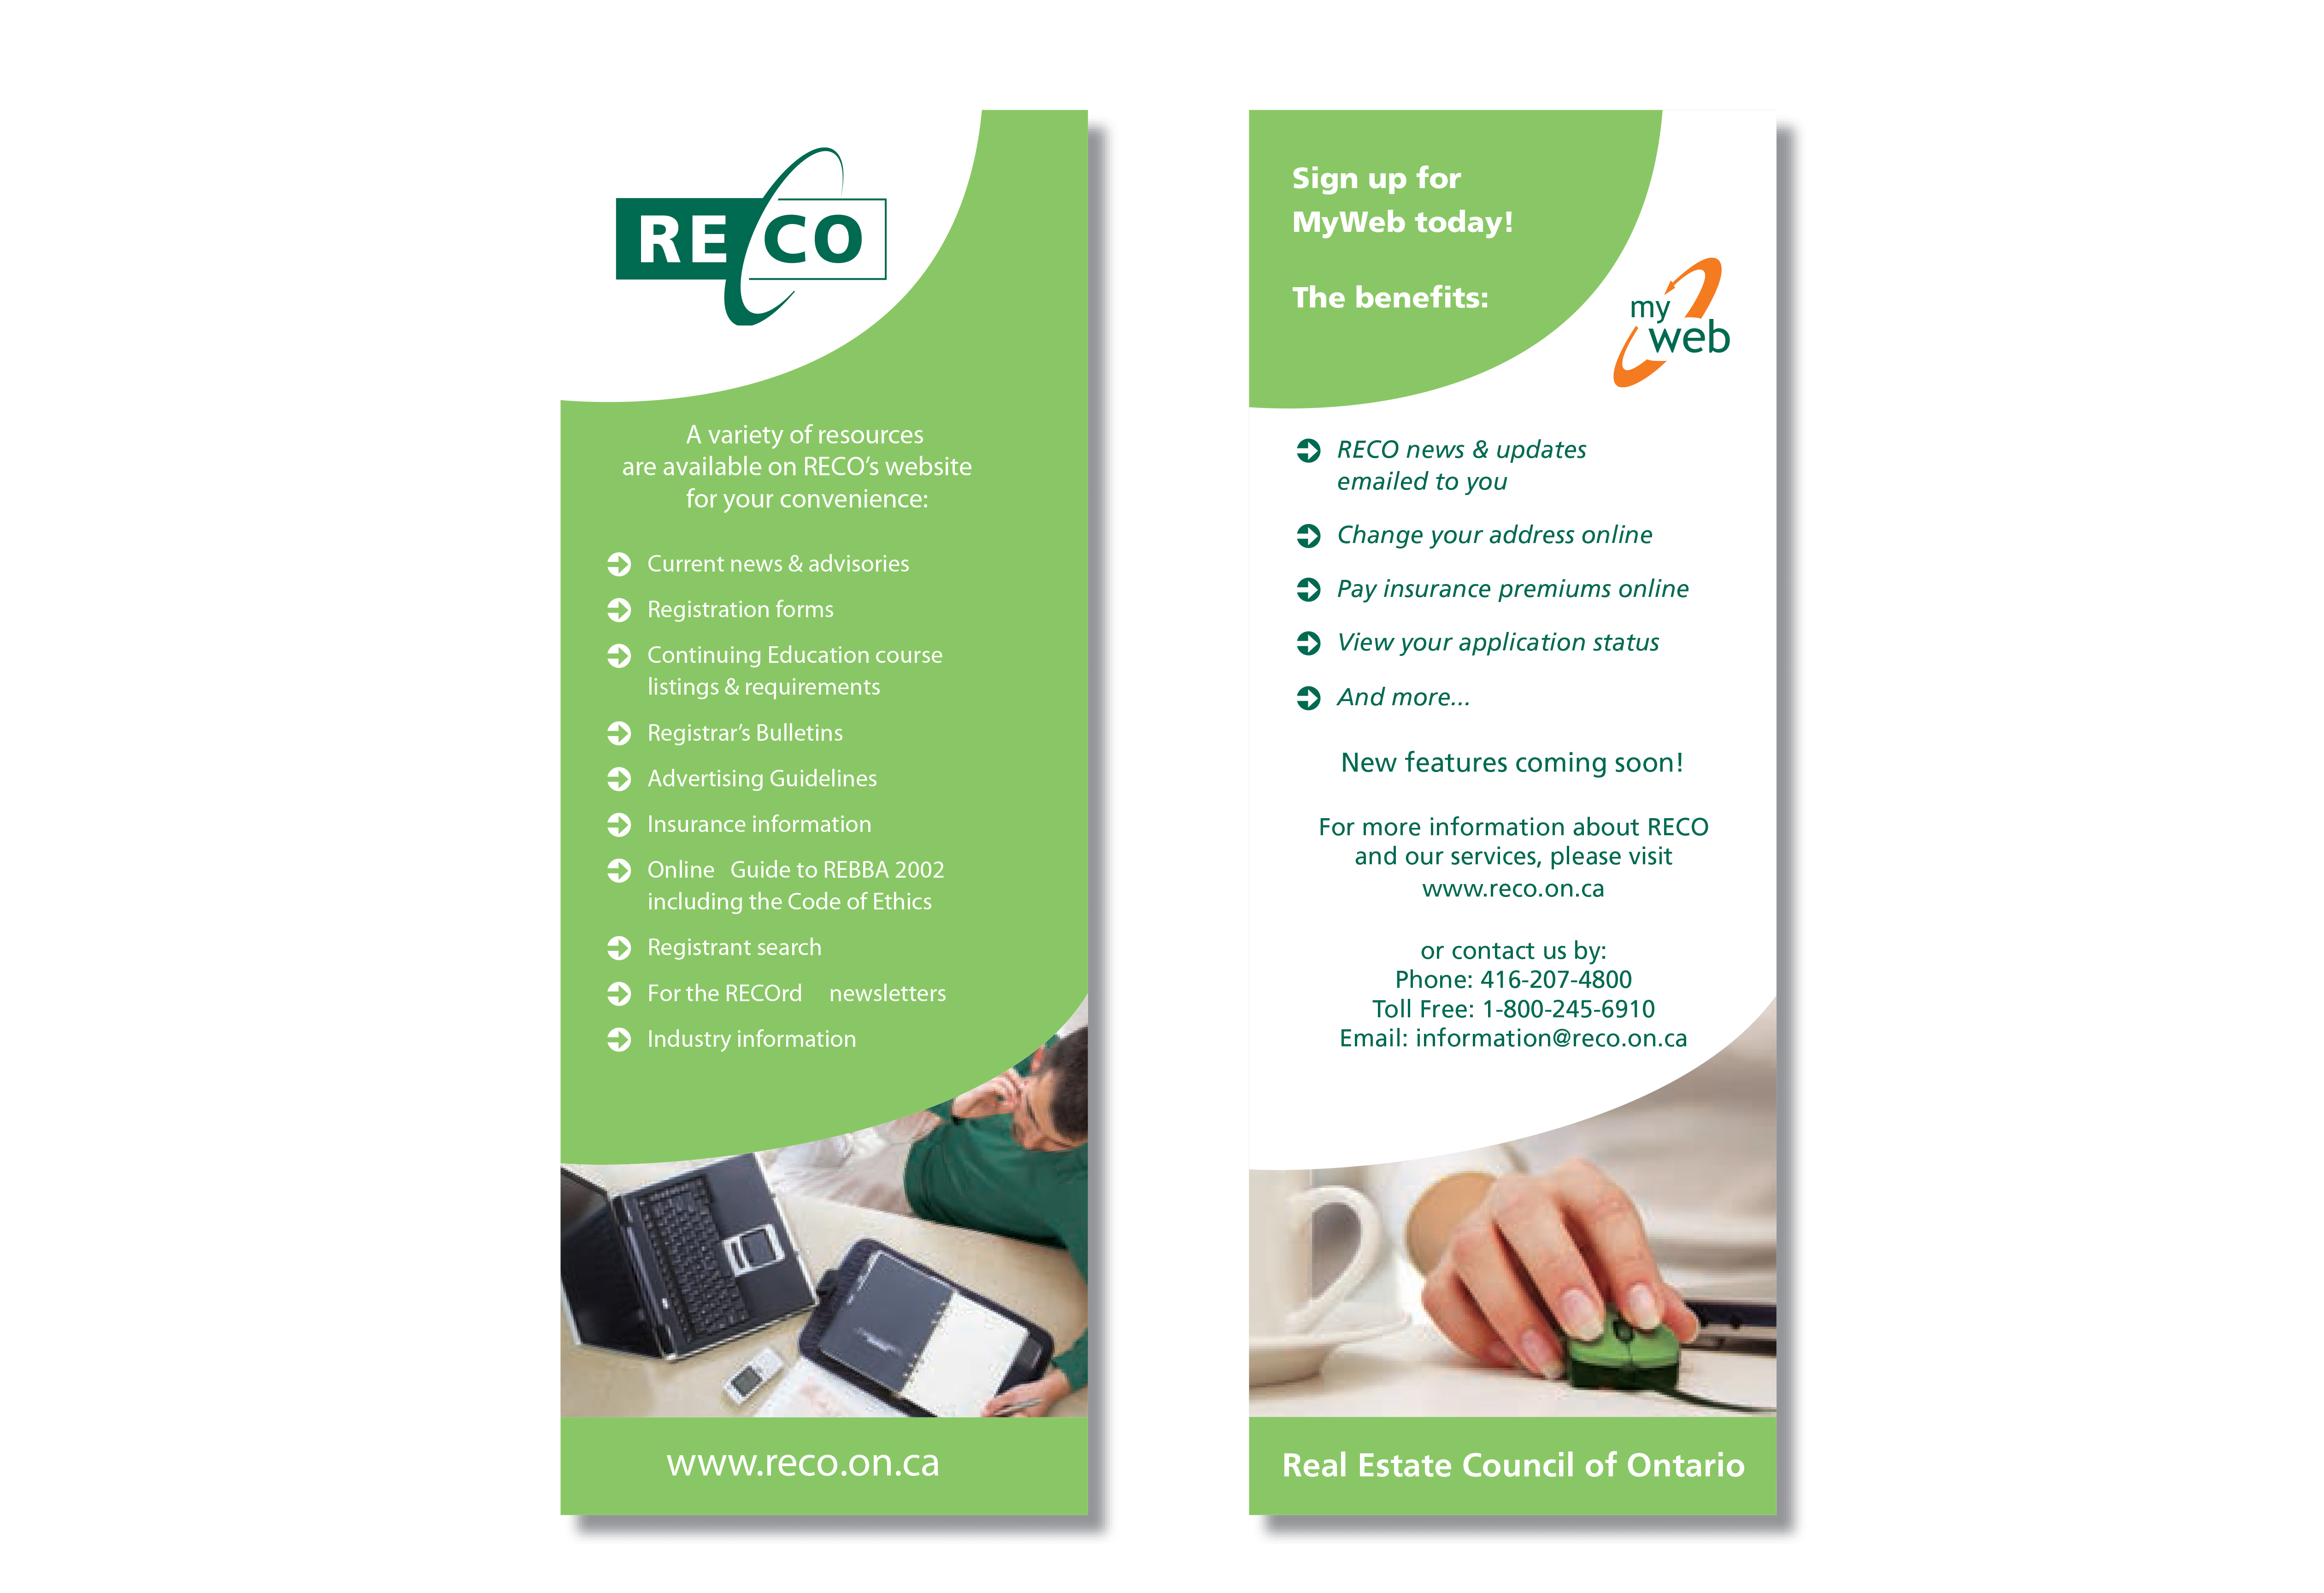 RECO
A variety of resources
are available on RECO's website
for your convenience:
Current news & advisories
Registration forms
Continuing Education course
listings & requirements
Registrar's Bulletins
Advertising Guidelines
Insurance information
Online Guide to REBBA 2002
including the Code of Ethics
Registrant search
For the RECOrd newsletters
Industry information
www.reco.on.ca
Sign up for
MyWeb today!
The benefits:
my
web
RECO news & updates
emailed to you
Change your address online
Pay insurance premiums online
View your application status
And more...
New features coming soon!
For more information about RECO
and our services, please visit
www.reco.on.ca
or contact us by:
Phone: 416-207-4800
Toll Free: 1-800-245-6910
Email: information@reco.on.ca
Real Estate Council of Ontario